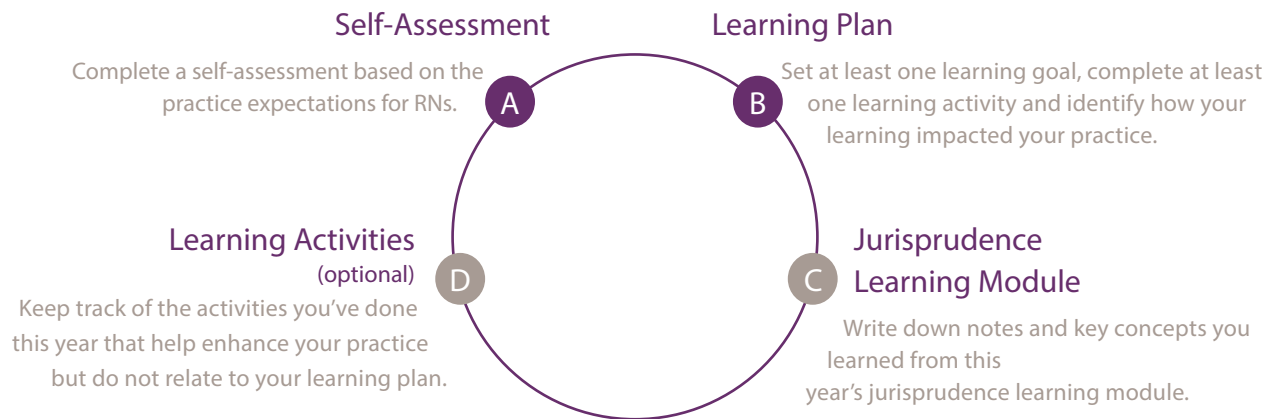 Self-Assessment
Complete a self-assessment based on the
practice expectations for RNs.
A
Learning Plan
B
Set at least one learning goal, complete at least
one learning activity and identify how your
learning impacted your practice.
Jurisprudence
Learning Module
C
Write down notes and key concepts you
learned from this
year's jurisprudence learning module.
Learning Activities
(optional)
D
Keep track of the activities you've done
this year that help enhance your practice
but do not relate to your learning plan.